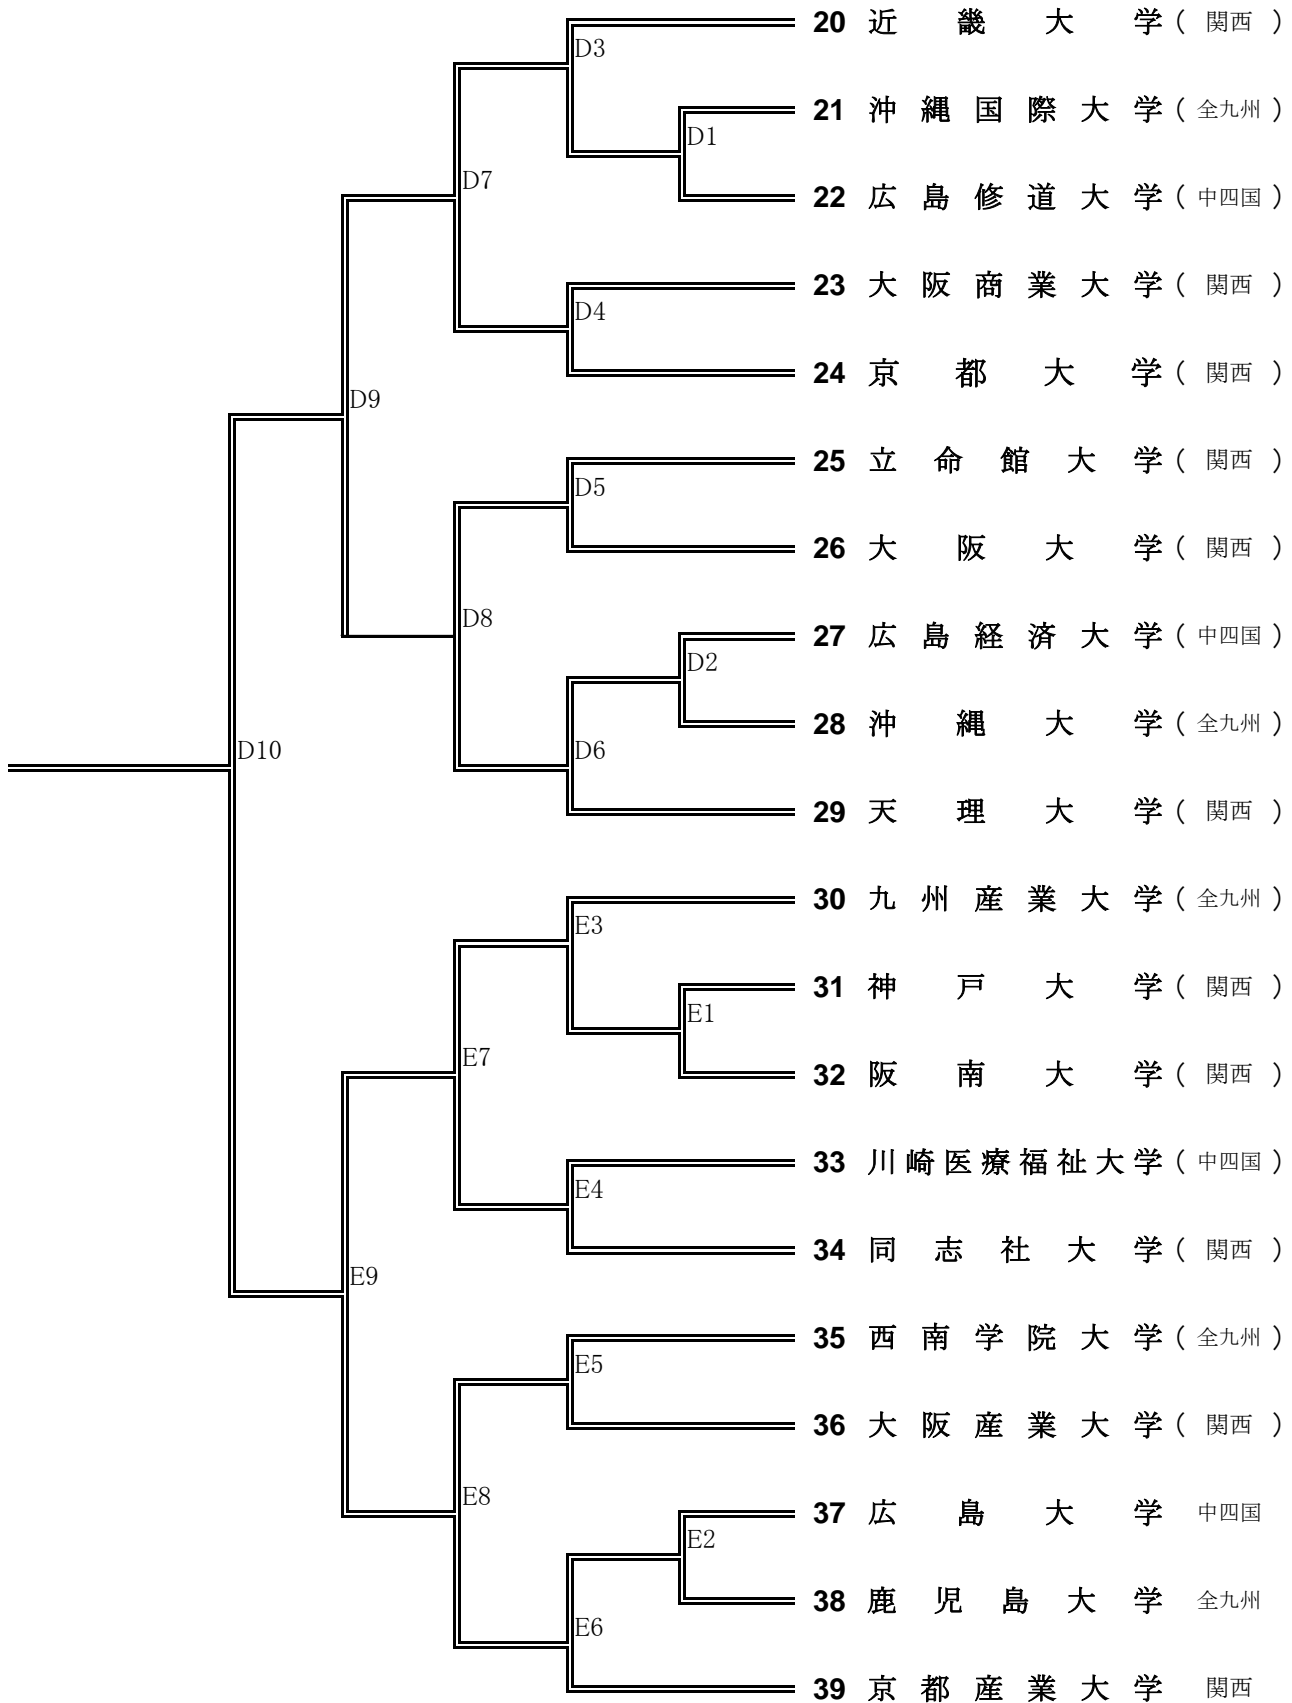 20 近畿大学 ( 関西 )
D3
21 沖縄国際大学 ( 全九州 )
D1
D7
22 広島修道大学 ( 中四国 )
23 大阪商業大学 ( 関西 )
D4
24 京都大学 ( 関西 )
D9
25 立命館大学 ( 関西 )
D5
26 大阪大学 ( 関西 )
D8
27 広島経済大学 ( 中四国 )
D2
28 沖縄大学 ( 全九州 )
D10
D6
29 天理大学 ( 関西 )
30 九州産業大学 ( 全九州 )
E3
31 神戸大学 ( 関西 )
E1
E7
32 阪南大学 ( 関西 )
33 川崎医療福祉大学 ( 中四国 )
E4
34 同志社大学 ( 関西 )
E9
35 西南学院大学 ( 全九州 )
E5
36 大阪産業大学 ( 関西 )
E8
37 広島大学 中四国
E2
38 鹿児島大学 全九州
E6
39 京都産業大学 関西